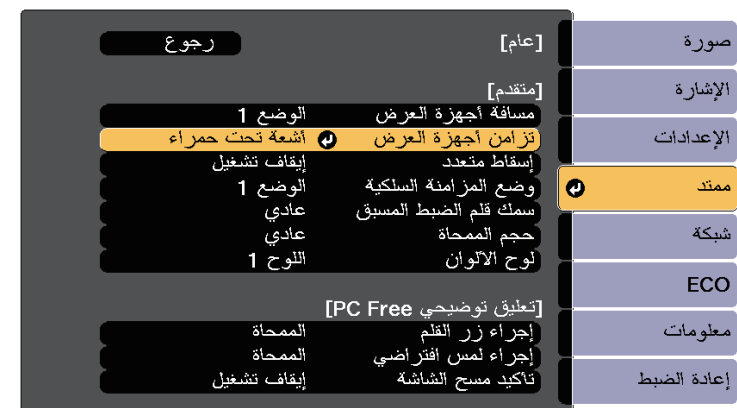 صورة
الإشارة
الإعدادات
ممتد
شبكة
ECO
معلومات
إعادة الضبط
[عام] رجوع
[متقدم]
مسافة أجهزة العرض الوضع 1
تزامن أجهزة العرض أشعة تحت حمراء
إسقاط متعدد إيقاف تشغيل
وضع المزامنة السلكية الوضع 1
سمك قلم الضبط المسبق عادي
حجم الممحاة عادي
لوح الألوان اللوح 1
[تعليق توضيحي PC Free]
إجراء زر القلم الممحاة
إجراء لمس افتراضي الممحاة
تأكيد مسح الشاشة إيقاف تشغيل